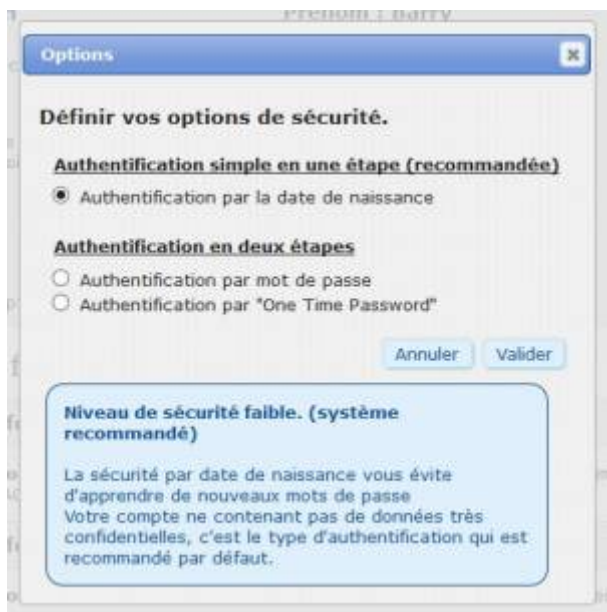 Prénom : Barry
Options
Définir vos options de sécurité.
Authentification simple en une étape (recommandée)
Authentification par la date de naissance
Authentification en deux étapes
Authentification par mot de passe
Authentification par "One Time Password"
Annuler Valider
Niveau de sécurité faible. (système
recommandé)
La sécurité par date de naissance vous évite
d'apprendre de nouveaux mots de passe
Votre compte ne contenant pas de données très
confidentielles, c'est le type d'authentification qui est
recommandé par défaut.